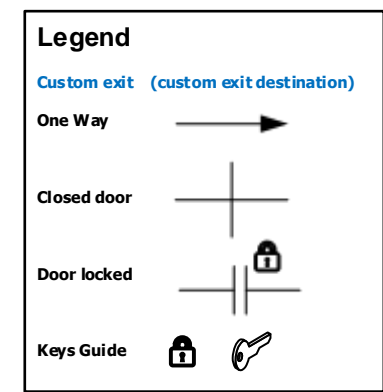 Legend
Custom exit (custom exit destination)
One Way
Closed door
Door locked
Keys Guide